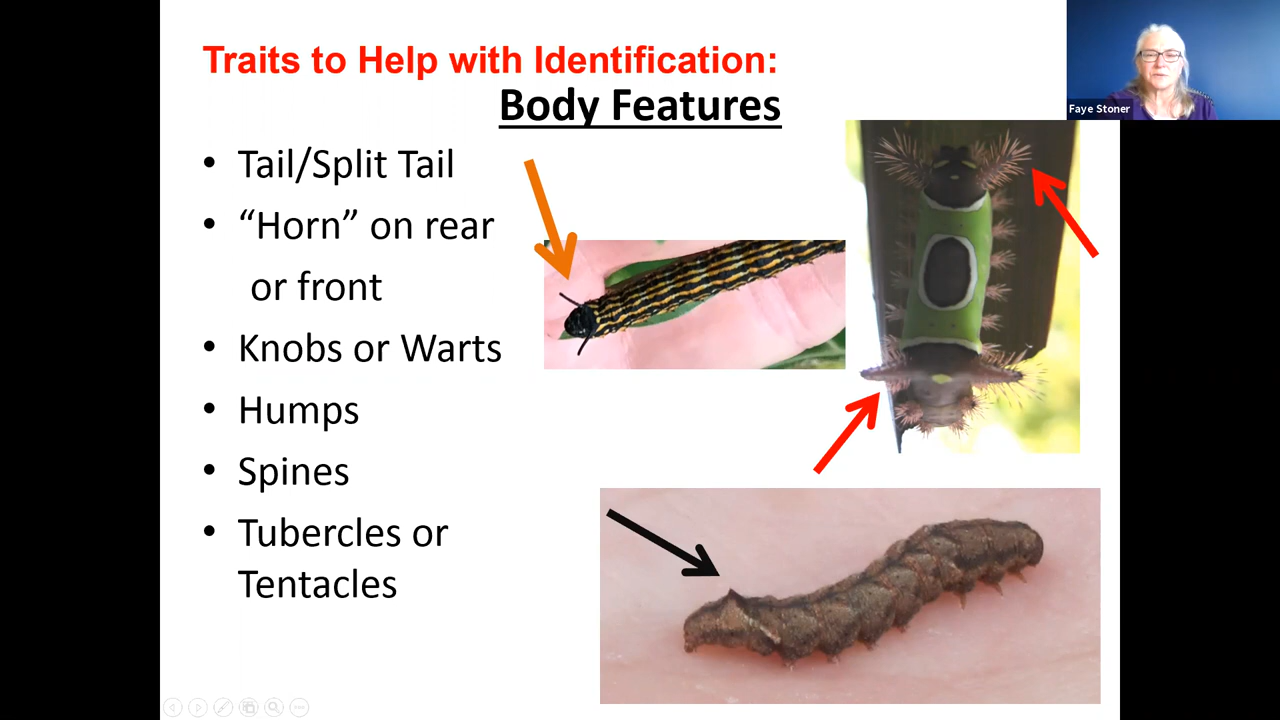 Traits to Help with Identification:
Body Features
Faye Stoner
• Tail/Split Tail
• “Horn” on rear
or front
• Knobs or Warts
• Humps
• Spines
• Tubercles or
Tentacles